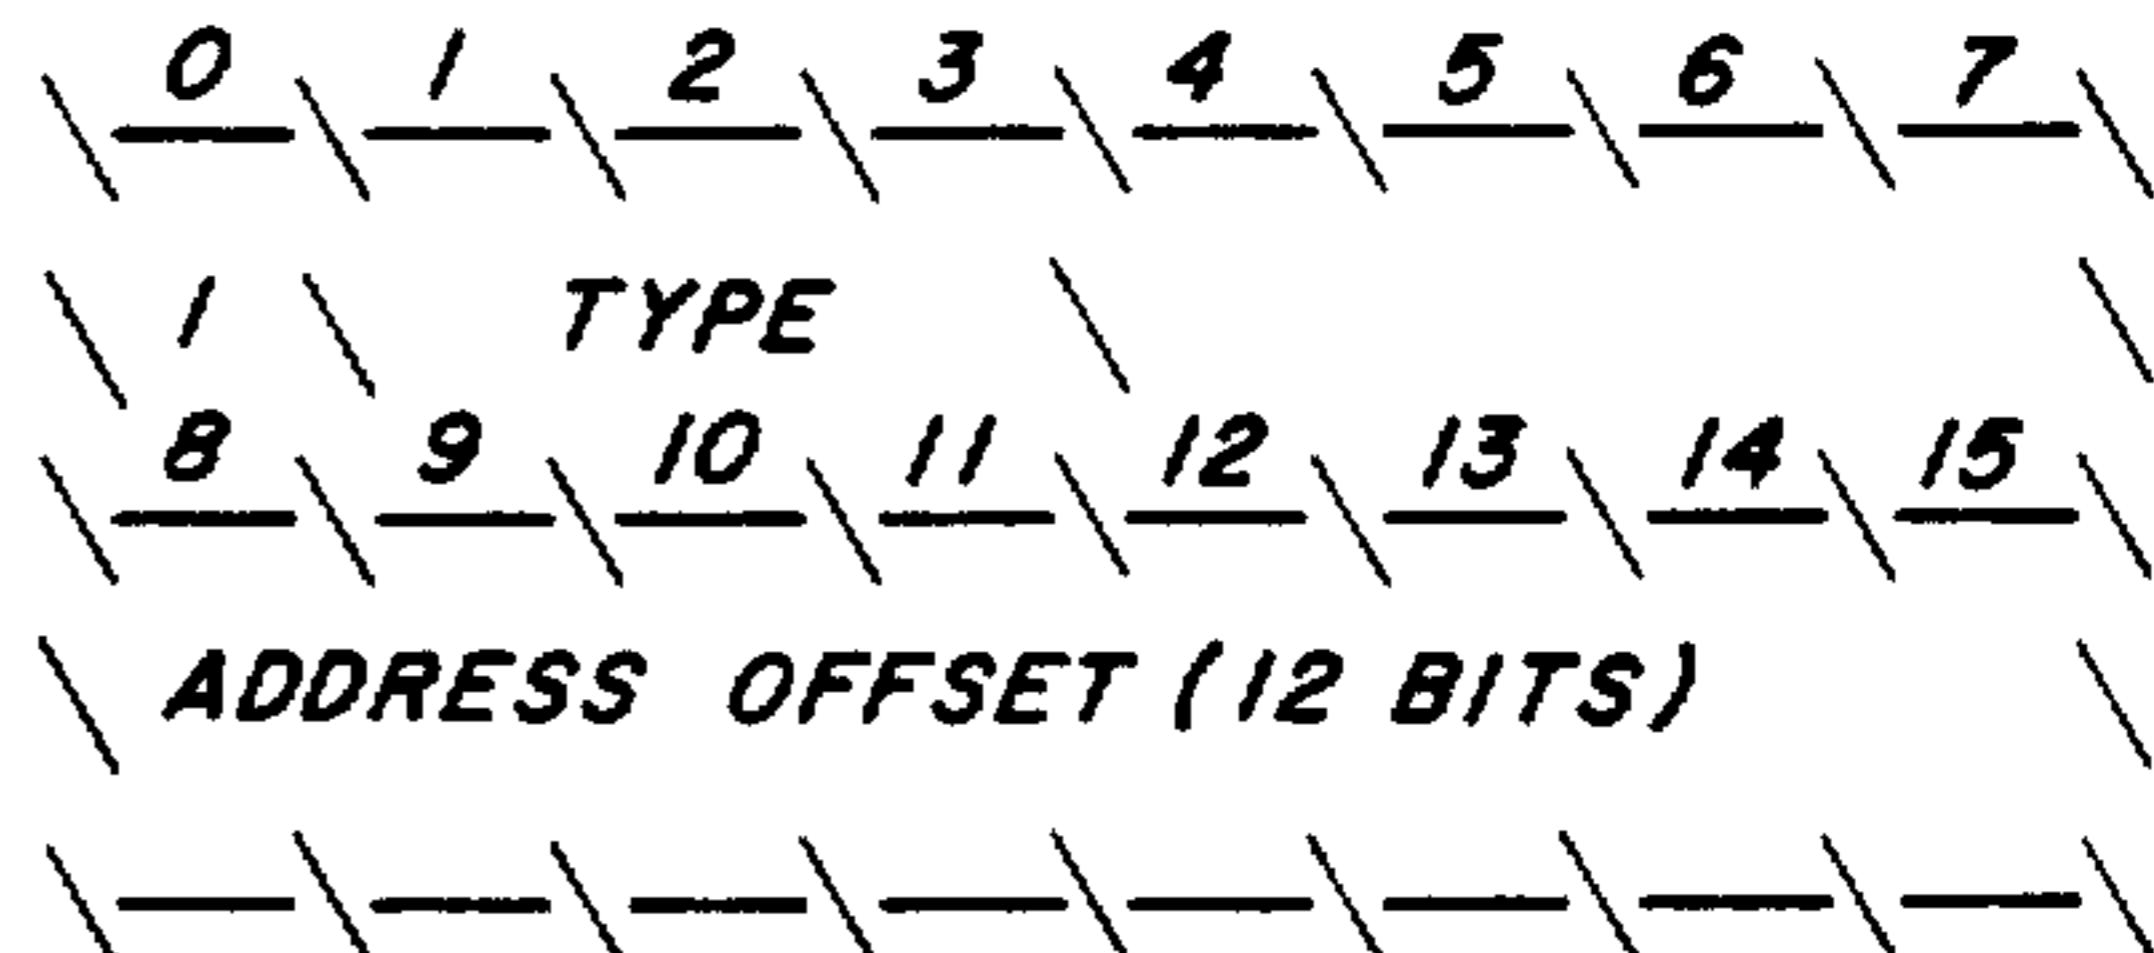 \ 0 \ 1 \ 2 \ 3 \ 4 \ 5 \ 6 \ 7 \
\ 1 \ TYPE \ \
\ 8 \ 9 \ 10 \ 11 \ 12 \ 13 \ 14 \ 15 \
\ ADDRESS OFFSET (12 BITS) \